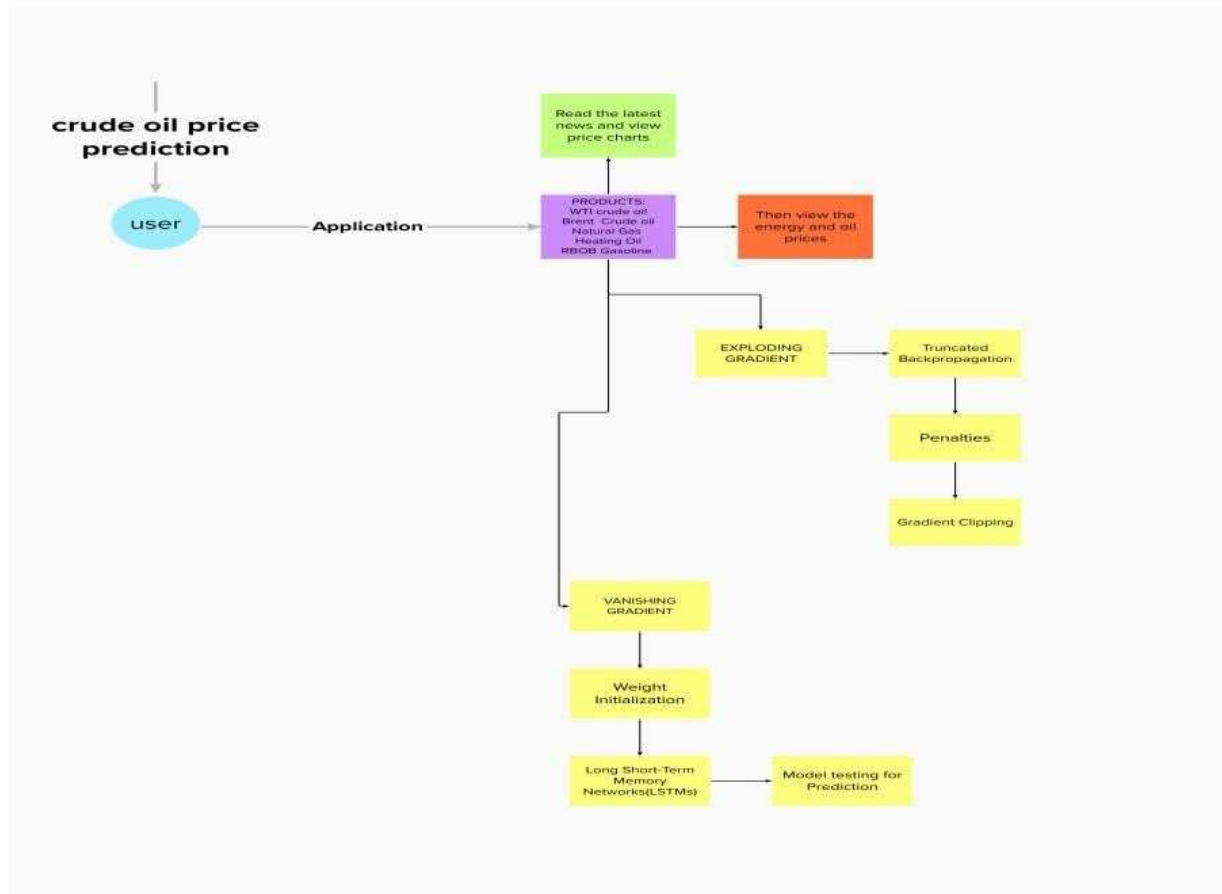 crude oil price
prediction
user
Application
Read the latest
news and view
price charts
PRODUCTS:
WTI crude oil
Brent Crude oil
Natural Gas
Heating Oil
RBOB Gasoline
Then view the
energy and oil
prices
EXPLODING
GRADIENT
Truncated
Backpropagation
Penalties
Gradient Clipping
VANISHING
GRADIENT
Weight
Initialization
Long Short-Term
Memory
Networks(LSTMs)
Model testing for
Prediction